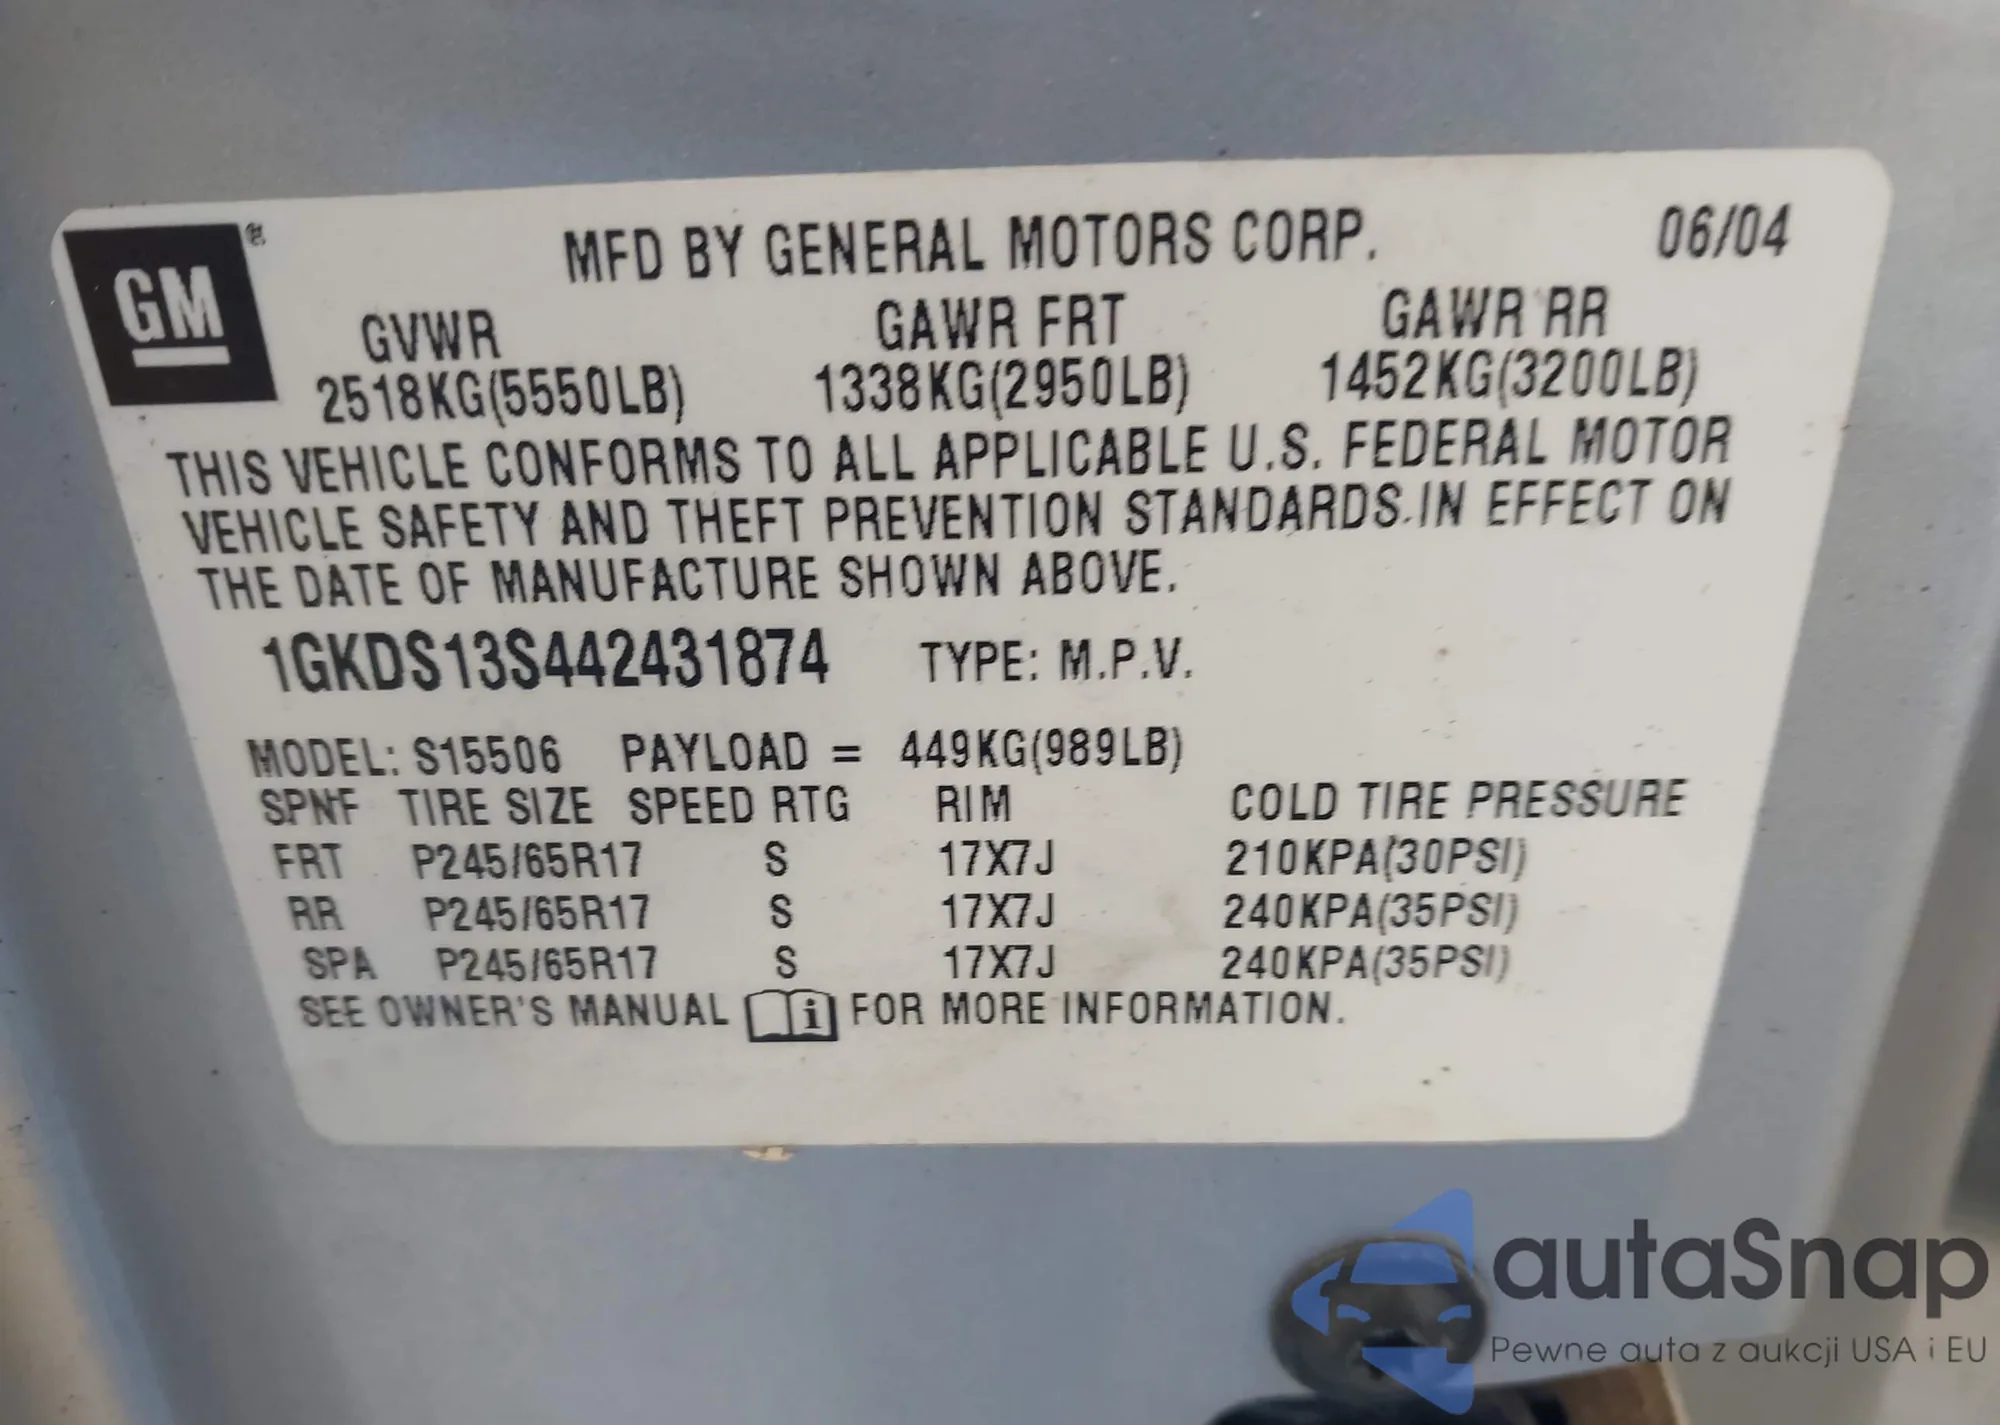 GM®
MFD BY GENERAL MOTORS CORP. 06/04
GVWR GAWR FRT GAWR RR
2518KG(5550LB) 1338KG(2950LB) 1452KG(3200LB)
THIS VEHICLE CONFORMS TO ALL APPLICABLE U.S. FEDERAL MOTOR
VEHICLE SAFETY AND THEFT PREVENTION STANDARDS IN EFFECT ON
THE DATE OF MANUFACTURE SHOWN ABOVE.
1GKDS13S442431874 TYPE: M.P.V.
MODEL: S15506 PAYLOAD = 449KG(989LB)
SPNF TIRE SIZE SPEED RTG RIM COLD TIRE PRESSURE
FRT P245/65R17 S 17X7J 210KPA(30PSI)
RR P245/65R17 S 17X7J 240KPA(35PSI)
SPA P245/65R17 S 17X7J 240KPA(35PSI)
SEE OWNER'S MANUAL i FOR MORE INFORMATION.
autaSnap
Pewne auta z aukcji USA i EU